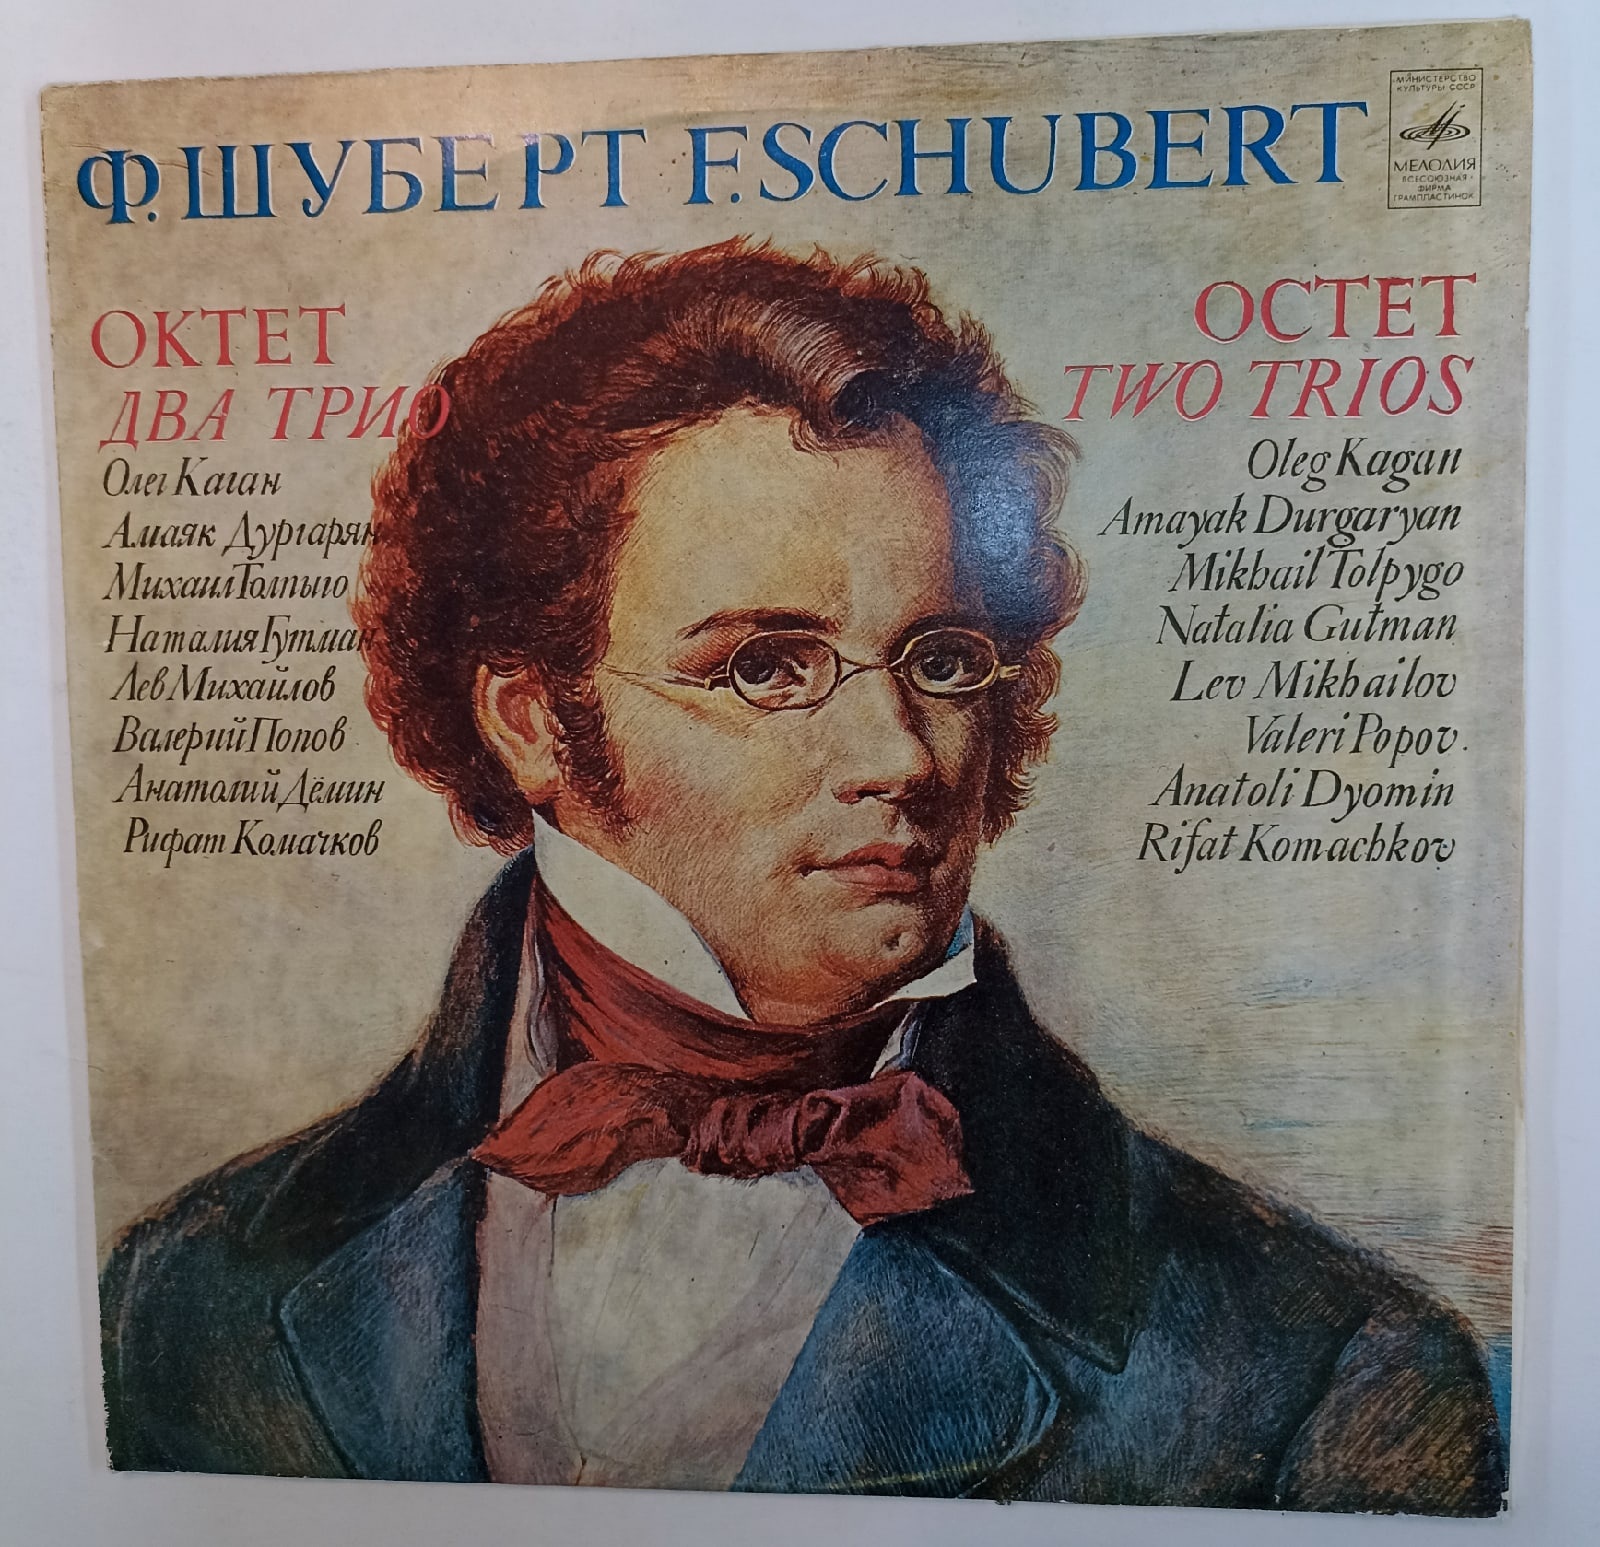 Ф. ШУБЕРТ F. SCHUBERT
МИНИСТЕРСТВО
КУЛЬТУРЫ СССР
МЕЛОДИЯ
ВСЕСОЮЗНАЯ
ФИРМА
ГРАМПЛАСТИНОК
ОКТЕТ
ДВА ТРИО
Олег Каган
Амаяк Дургарян
Михаил Толпыго
Наталия Гутман
Лев Михайлов
Валерий Попов
Анатолий Дёмин
Рифат Комачков
OCTET
TWO TRIOS
Oleg Kagan
Amayak Durgaryan
Mikhail Tolpygo
Natalia Gutman
Lev Mikhailov
Valeri Popov.
Anatoli Dyomin
Rifat Komachkov